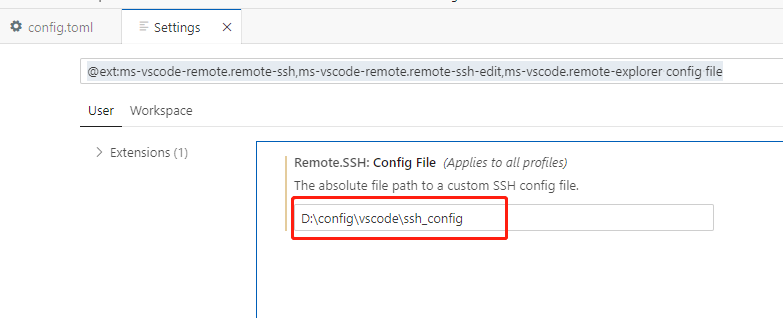 config.toml
Settings
@ext:ms-vscode-remote.remote-ssh,ms-vscode-remote.remote-ssh-edit,ms-vscode.remote-explorer config file
User Workspace
Extensions (1)
Remote.SSH: Config File (Applies to all profiles)
The absolute file path to a custom SSH config file.
D:\config\vscode\ssh_config